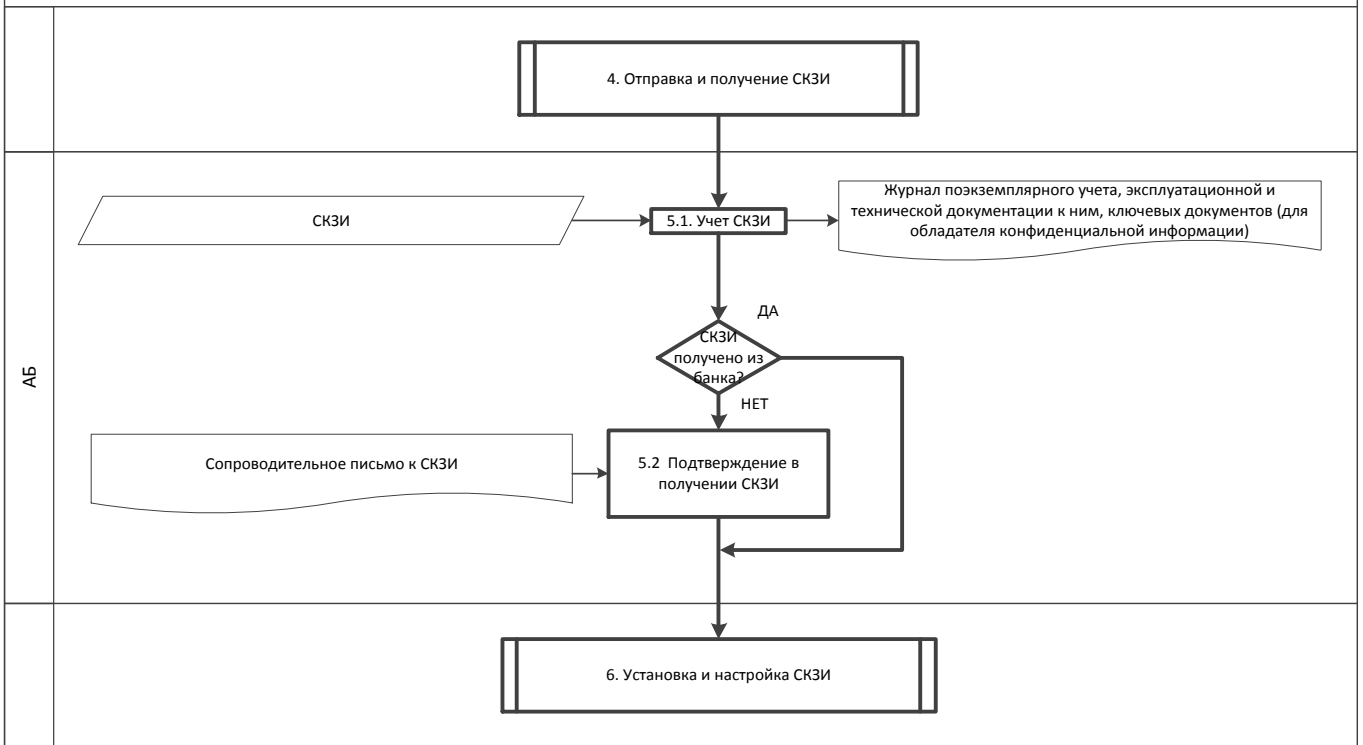 4. Отправка и получение СКЗИ
АБ
СКЗИ
5.1. Учет СКЗИ
Журнал поэкземплярного учета, эксплуатационной и
технической документации к ним, ключевых документов (для
обладателя конфиденциальной информации)
ДА
СКЗИ
получено из
банка?
НЕТ
Сопроводительное письмо к СКЗИ
5.2 Подтверждение в
получении СКЗИ
6. Установка и настройка СКЗИ